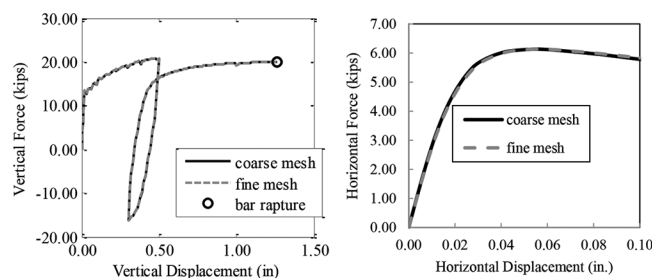 30.00
20.00
10.00
0.00
-10.00
-20.00
Vertical Force (kips)
coarse mesh
fine mesh
bar rapture
0.00 0.50 1.00 1.50
Vertical Displacement (in)
7.00
6.00
5.00
4.00
3.00
2.00
1.00
0.00
Horizontal Force (kips)
coarse mesh
fine mesh
0.00 0.02 0.04 0.06 0.08 0.10
Horizontal Displacement (in.)